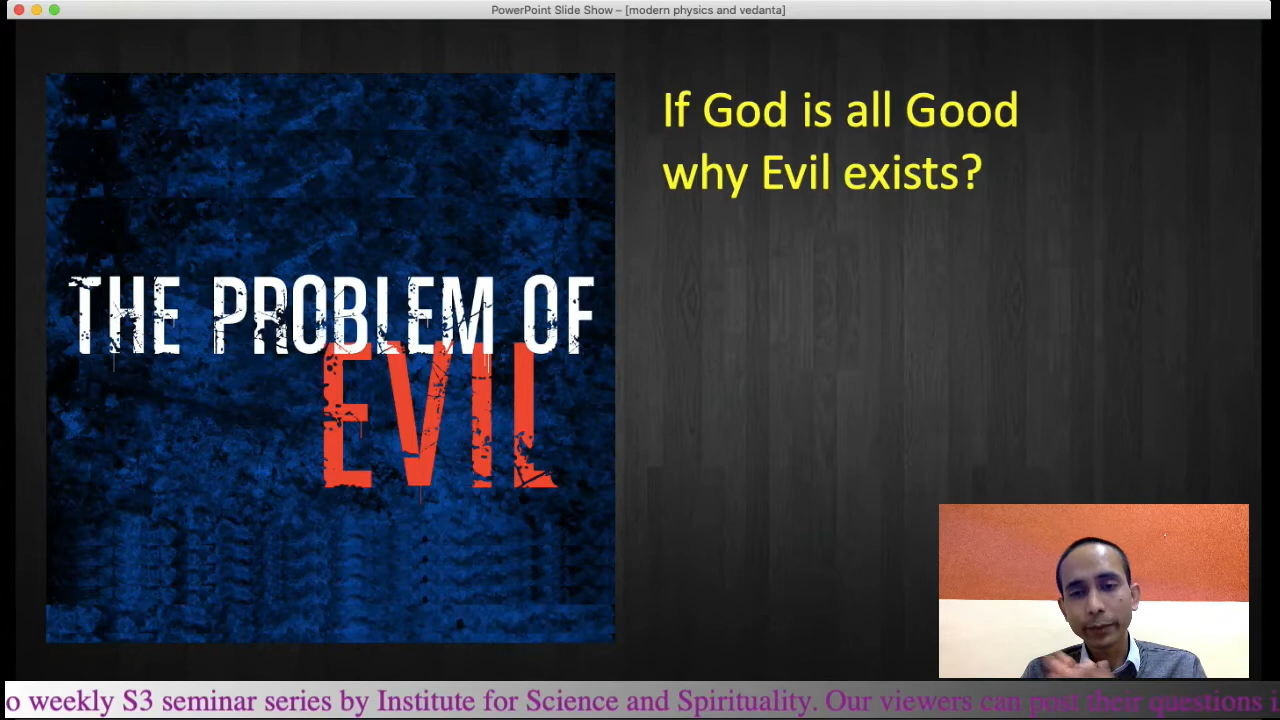 PowerPoint Slide Show – [modern physics and vedanta]
If God is all Good
why Evil exists?
THE PROBLEM OF
EVIL
o weekly S3 seminar series by Institute for Science and Spirituality. Our viewers can post their questions i